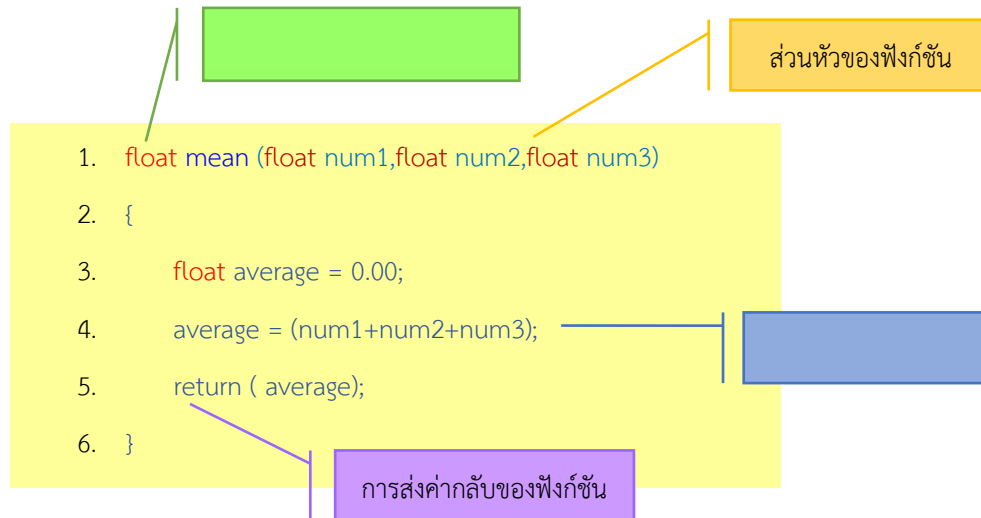 ส่วนหัวของฟังก์ชัน
1. float mean (float num1,float num2,float num3)
2. {
3. float average = 0.00;
4. average = (num1+num2+num3);
5. return ( average);
6. }
การส่งค่ากลับของฟังก์ชัน